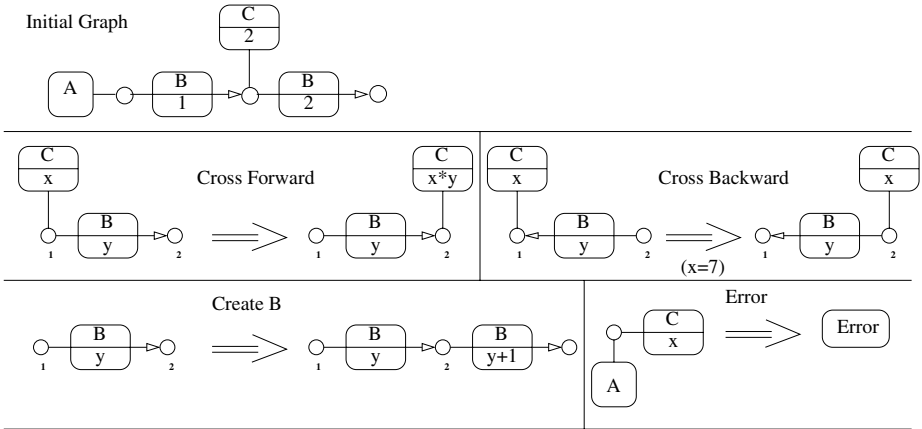 Initial Graph
C
2
A
B
1
B
2
C
x
Cross Forward
C
x*y
B
y
1
2
B
y
1
2
C
x
Cross Backward
C
x
B
y
1
2
(x=7)
B
y
1
2
Create B
B
y
1
2
B
y
1
2
B
y+1
Error
C
x
A
Error